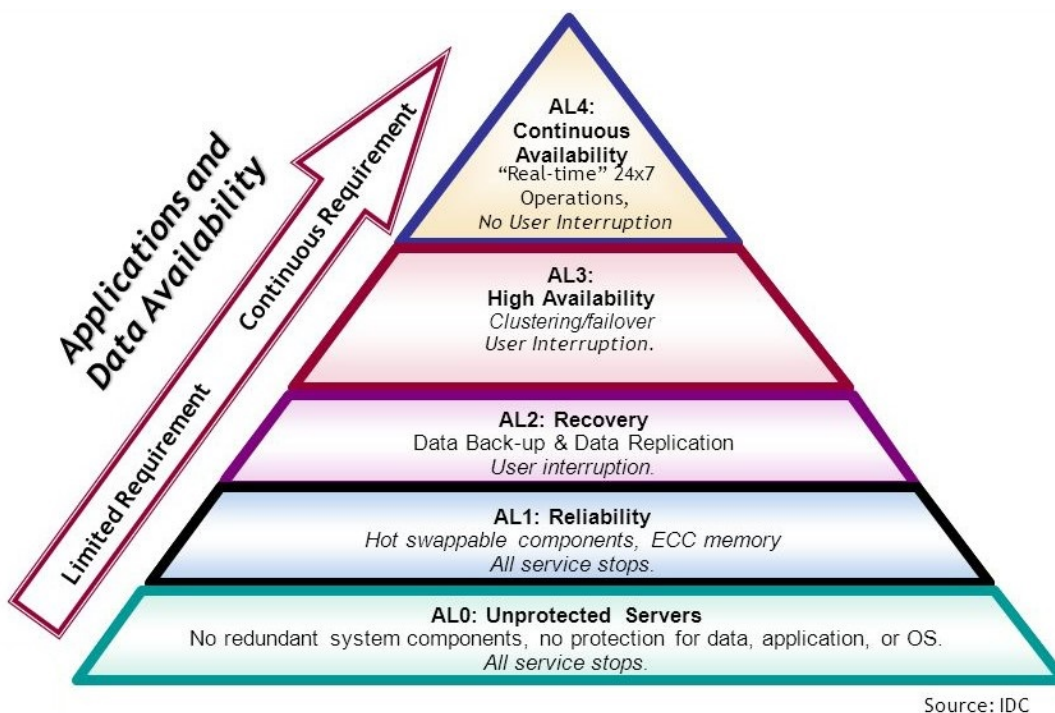 Applications and
Data Availability
Limited Requirement
Continuous Requirement
AL4:
Continuous
Availability
“Real-time” 24x7
Operations,
No User Interruption
AL3:
High Availability
Clustering/failover
User Interruption.
AL2: Recovery
Data Back-up & Data Replication
User interruption.
AL1: Reliability
Hot swappable components, ECC memory
All service stops.
AL0: Unprotected Servers
No redundant system components, no protection for data, application, or OS.
All service stops.
Source: IDC